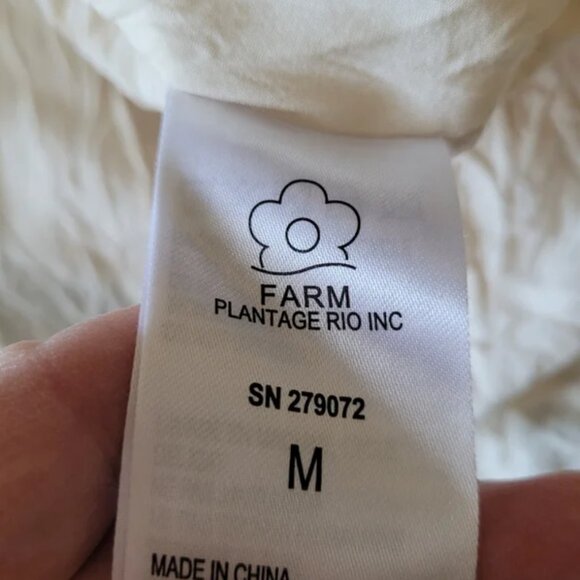 FARM
PLANTAGE RIO INC
SN 279072
M
MADE IN CHINA